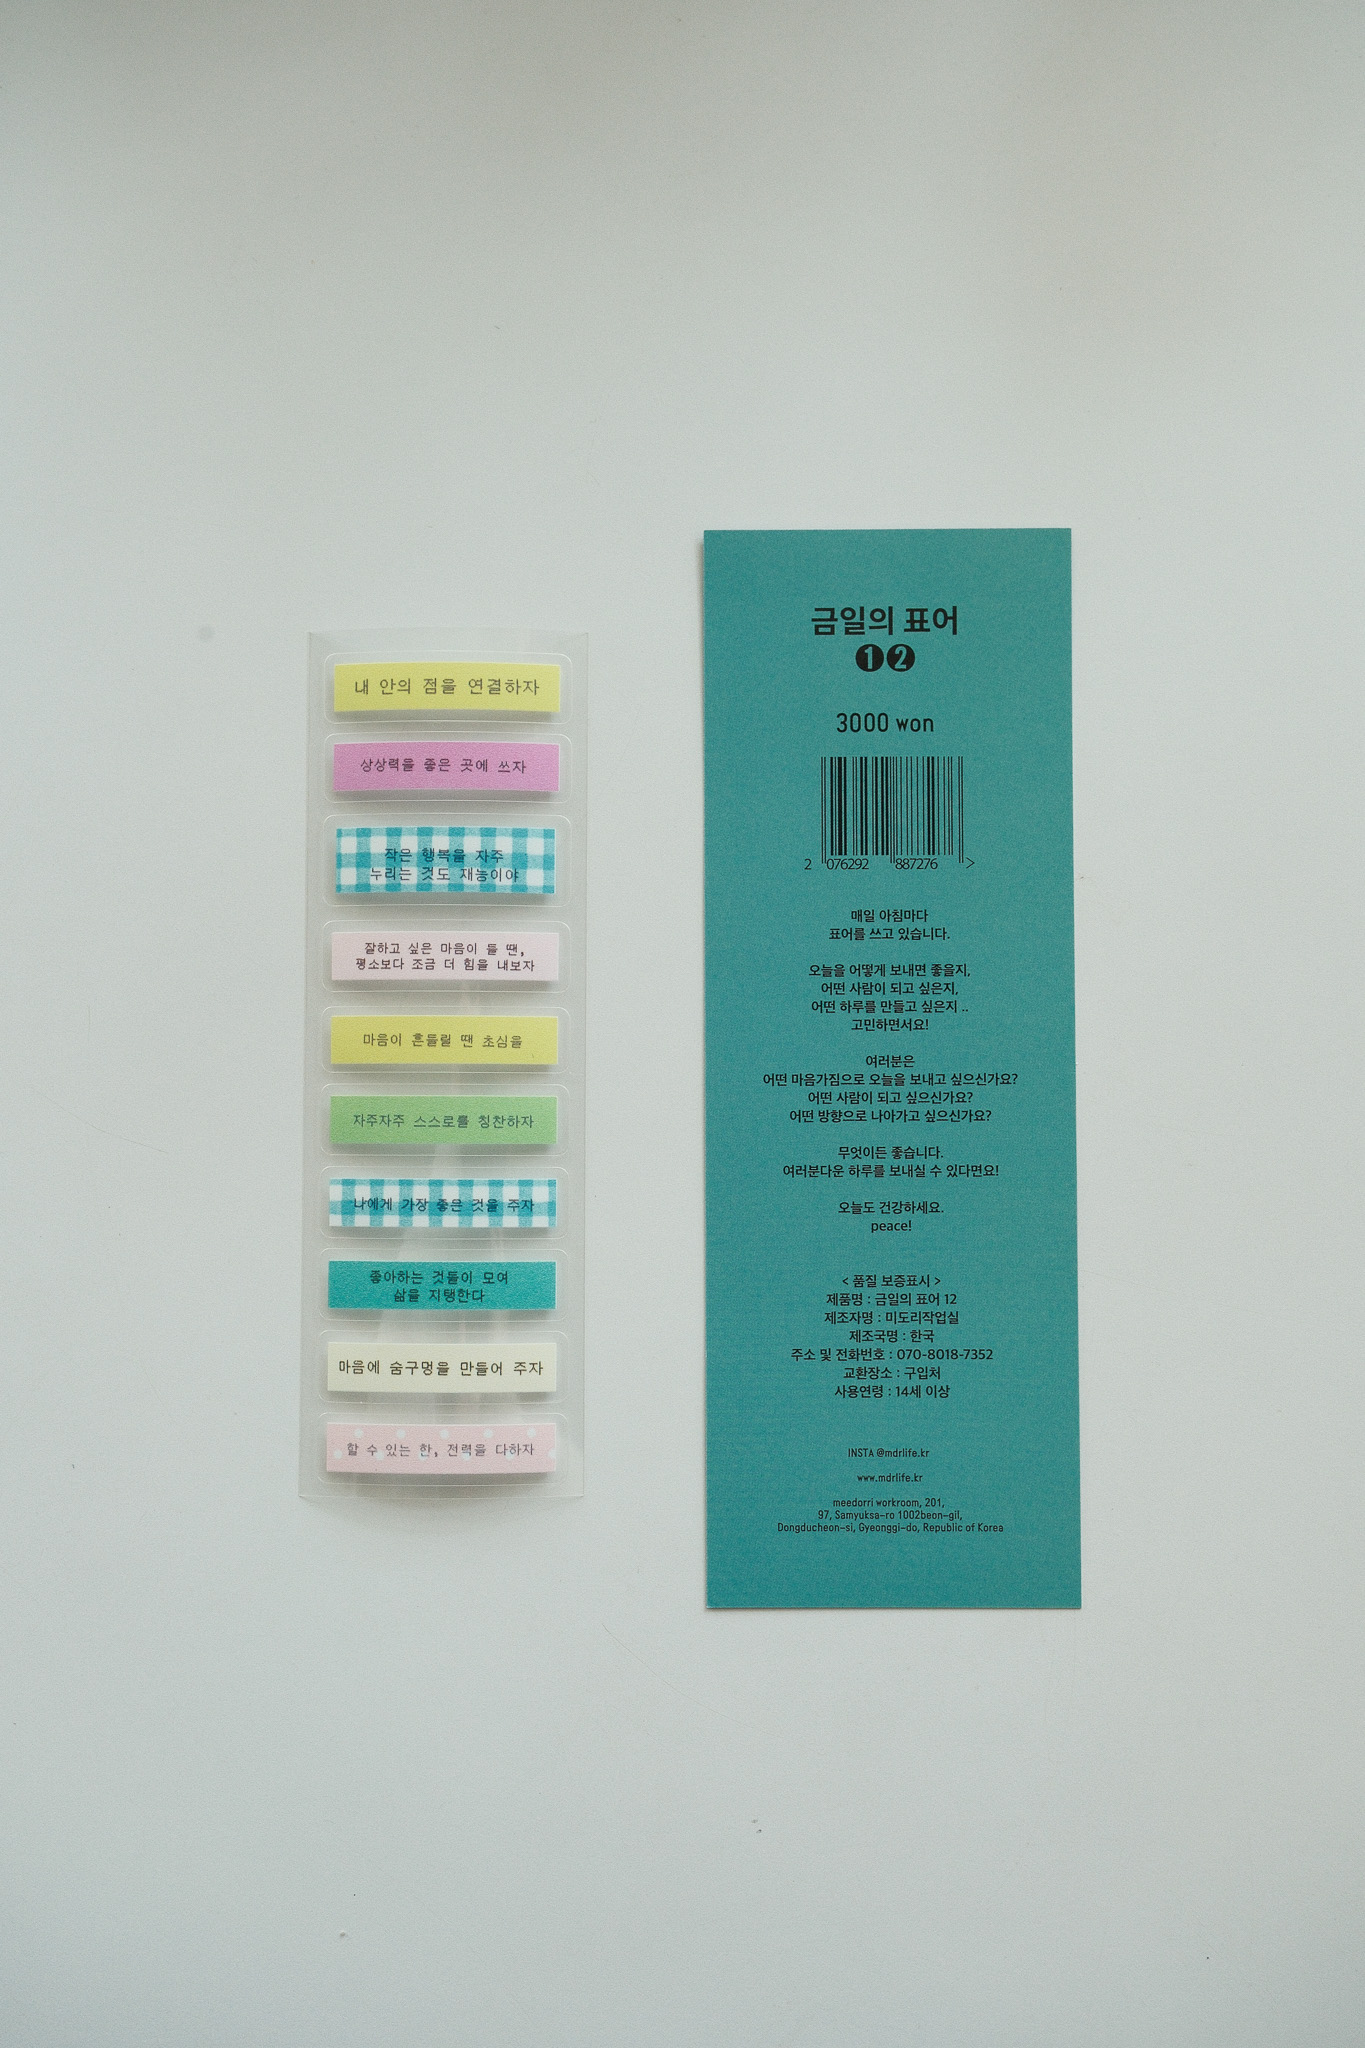 내 안의 점을 연결하자
상상력을 좋은 곳에 쓰자
작은 행복을 자주
누리는 것도 재능이야
잘하고 싶은 마음이 들 땐,
평소보다 조금 더 힘을 내보자
마음이 흔들릴 땐 초심을
자주자주 스스로를 칭찬하자
나에게 가장 좋은 것을 주자
좋아하는 것들이 모여
삶을 지탱한다
마음에 숨구멍을 만들어 주자
할 수 있는 한, 전력을 다하자
금일의 표어
12
3000 won
2 076292 887276 >
매일 아침마다
표어를 쓰고 있습니다.
오늘을 어떻게 보내면 좋을지,
어떤 사람이 되고 싶은지,
어떤 하루를 만들고 싶은지 ..
고민하면서요!
여러분은
어떤 마음가짐으로 오늘을 보내고 싶으신가요?
어떤 사람이 되고 싶으신가요?
어떤 방향으로 나아가고 싶으신가요?
무엇이든 좋습니다.
여러분다운 하루를 보내실 수 있다면요!
오늘도 건강하세요.
peace!
< 품질 보증표시 >
제품명 : 금일의 표어 12
제조자명 : 미도리작업실
제조국명 : 한국
주소 및 전화번호 : 070-8018-7352
교환장소 : 구입처
사용연령 : 14세 이상
INSTA @mdrlife.kr
www.mdrlife.kr
meedorri workroom, 201,
97, Samyuksa-ro 1002beon-gil,
Dongducheon-si, Gyeonggi-do, Republic of Korea